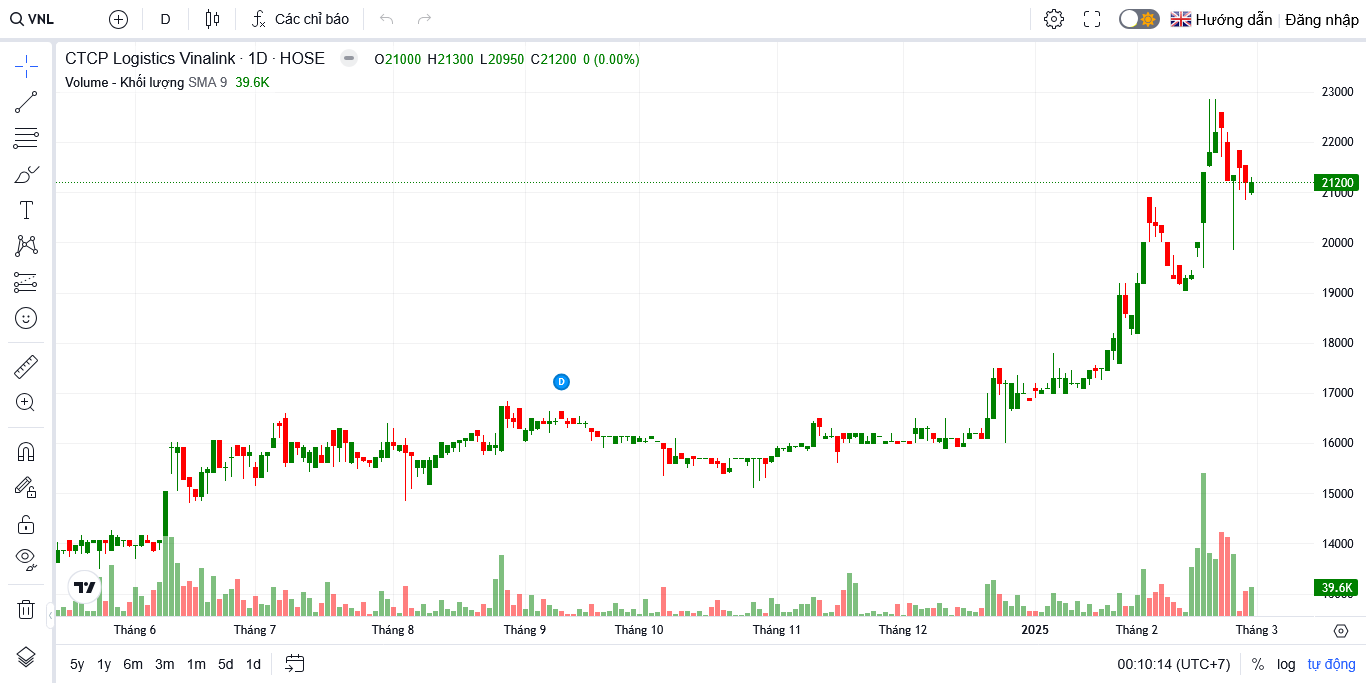 VNL D Các chỉ báo Hướng dẫn Đăng nhập
CTCP Logistics Vinalink · 1D · HOSE O21000 H21300 L20950 C21200 0 (0.00%)
Volume - Khối lượng SMA 9 39.6K
23000
22000
21200
21000
20000
19000
18000
17000
D
16000
15000
14000
39.6K
Tháng 6 Tháng 7 Tháng 8 Tháng 9 Tháng 10 Tháng 11 Tháng 12 2025 Tháng 2 Tháng 3
5y 1y 6m 3m 1m 5d 1d 00:10:14 (UTC+7) % log tự động